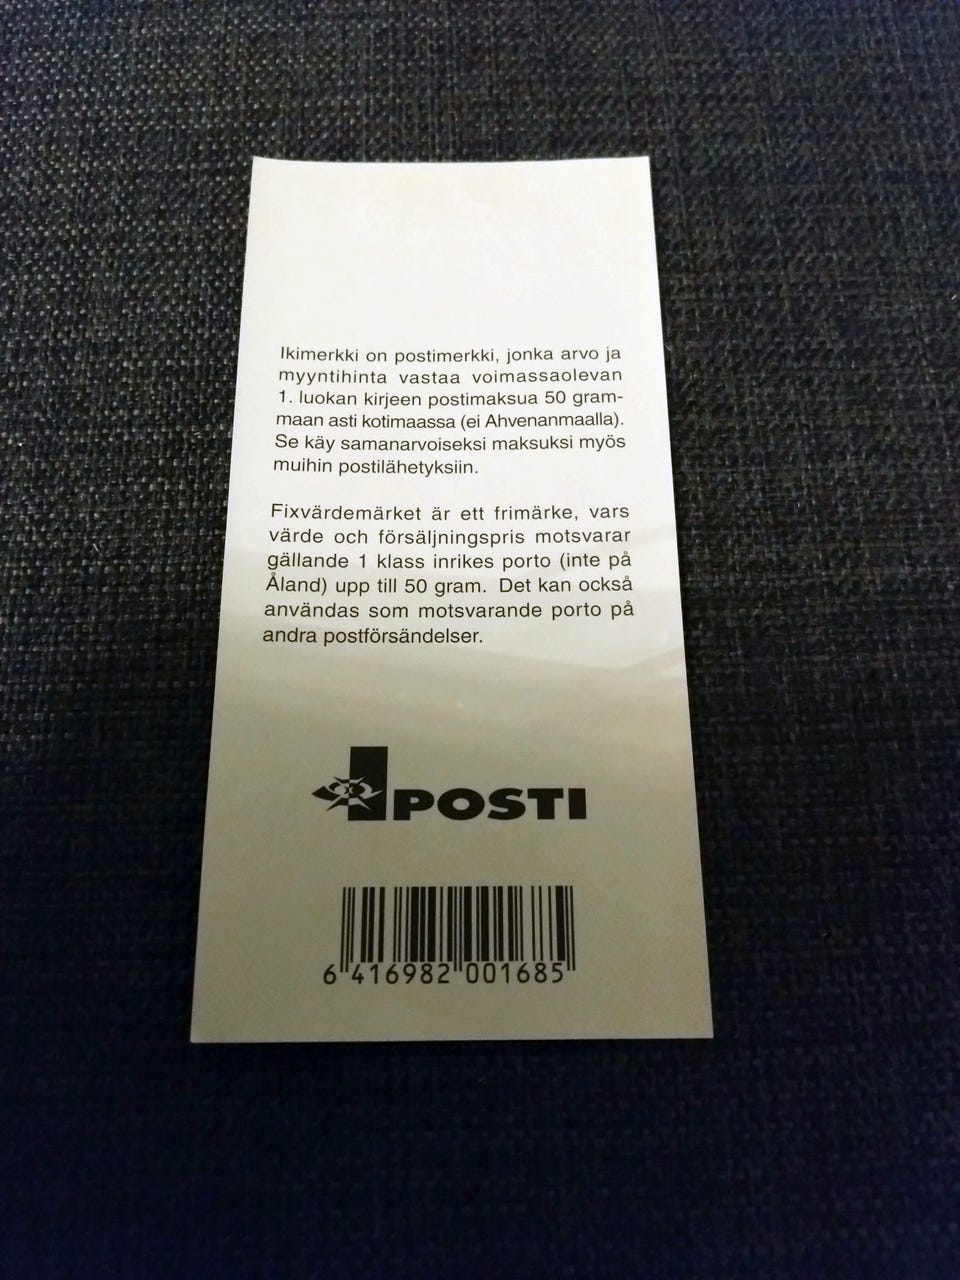 Ikimerkki on postimerkki, jonka arvo ja
myyntihinta vastaa voimassaolevan
1. luokan kirjeen postimaksua 50 gram-
maan asti kotimaassa (ei Ahvenanmaalla).
Se käy samanarvoiseksi maksuksi myös
muihin postilähetyksiin.
Fixvärdemärket är ett frimärke, vars
värde och försäljningspris motsvarar
gällande 1 klass inrikes porto (inte på
Åland) upp till 50 gram. Det kan också
användas som motsvarande porto på
andra postförsändelser.
POSTI
6 416982 001685